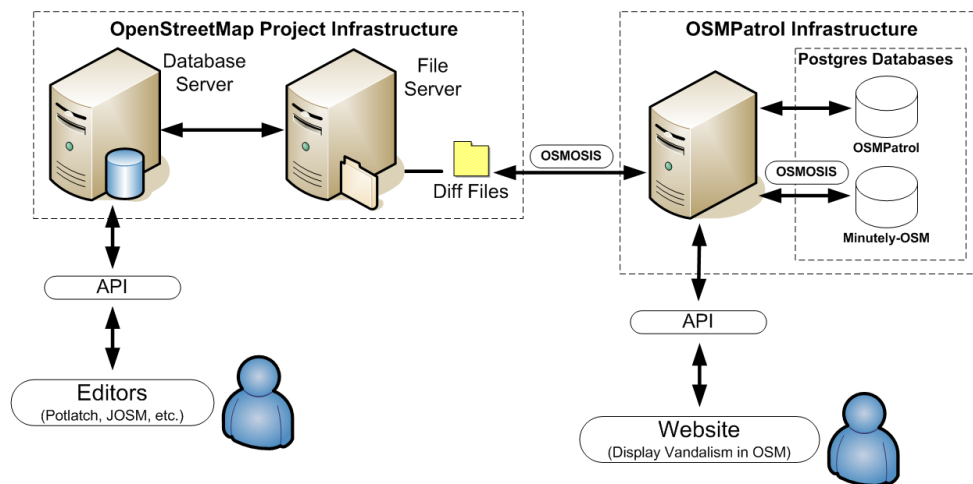 OpenStreetMap Project Infrastructure
Database
Server
File
Server
Diff Files
OSMOSIS
API
Editors
(Potlatch, JOSM, etc.)
OSMPatrol Infrastructure
Postgres Databases
OSMPatrol
OSMOSIS
Minutely-OSM
API
Website
(Display Vandalism in OSM)